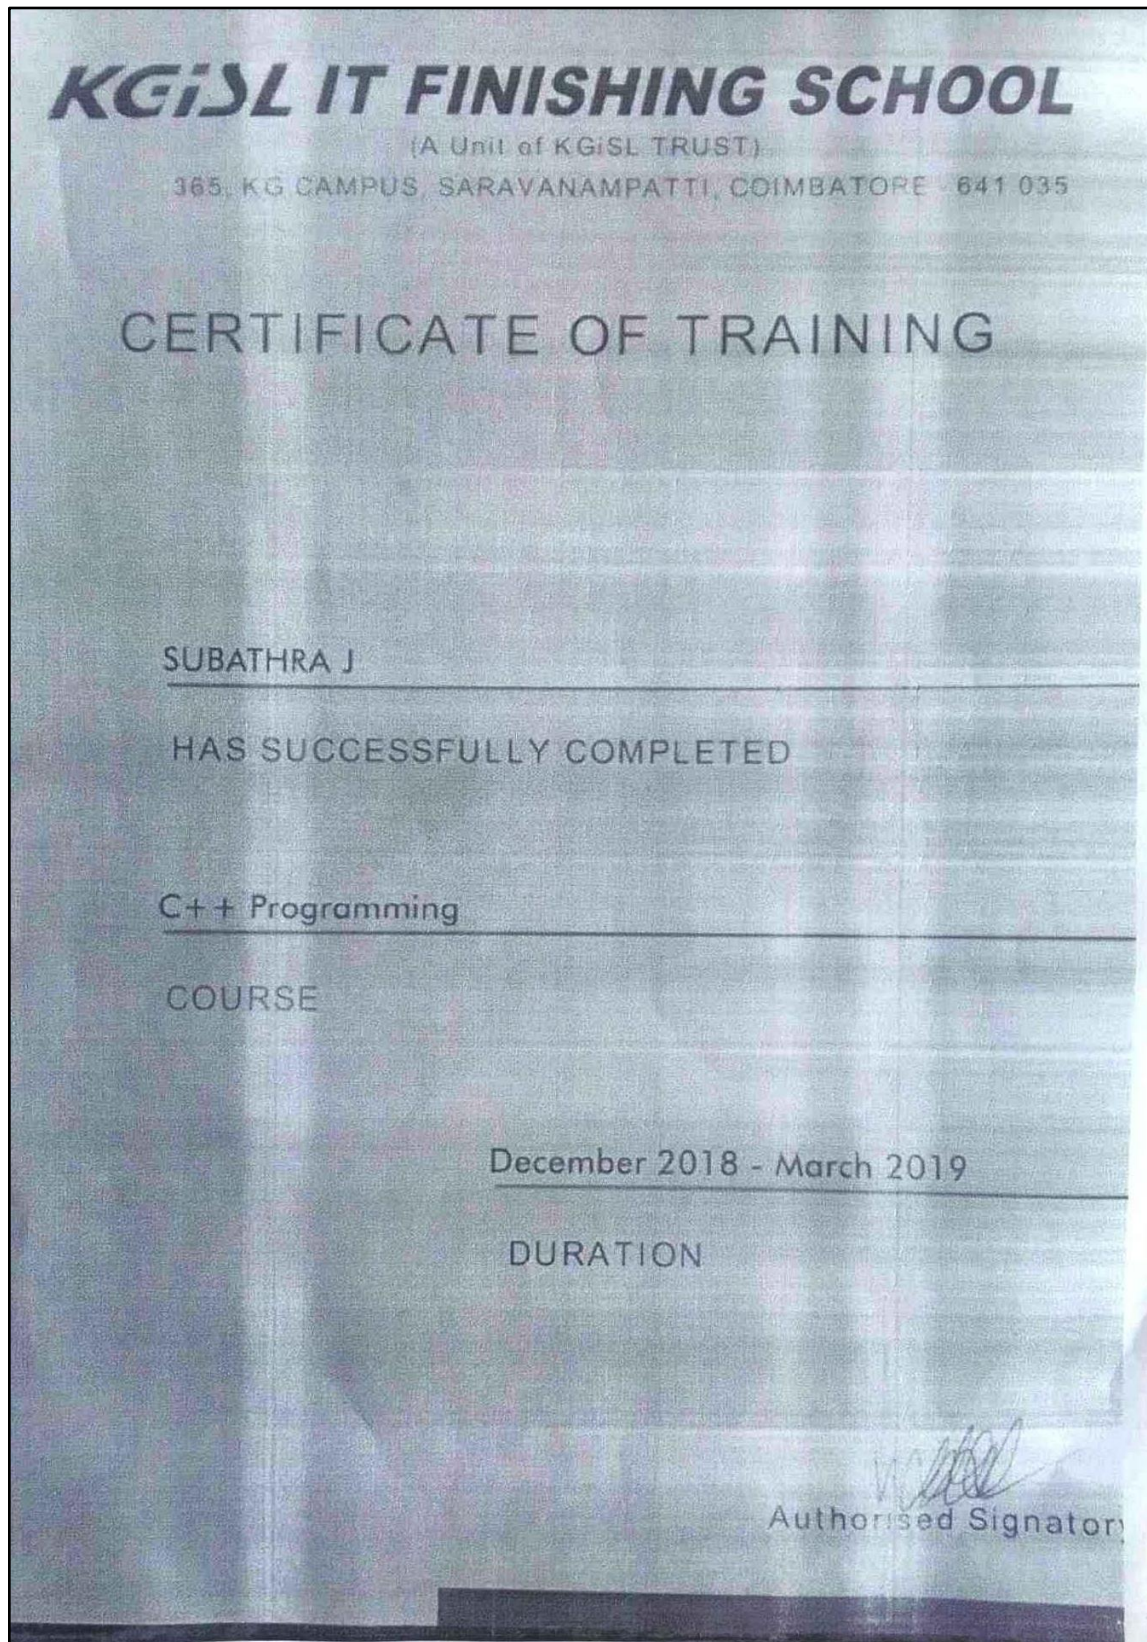 KGiSL IT FINISHING SCHOOL
(A Unit of KGiSL TRUST)
365, KG CAMPUS, SARAVANAMPATTI, COIMBATORE - 641 035
CERTIFICATE OF TRAINING
SUBATHRA J
HAS SUCCESSFULLY COMPLETED
C++ Programming
COURSE
December 2018 - March 2019
DURATION
Authorised Signatory